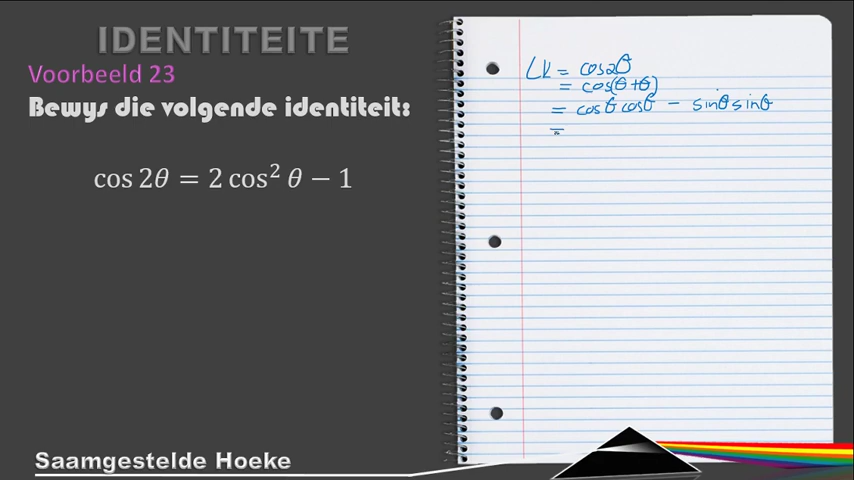 IDENTITEITE
Voorbeeld 23
Bewys die volgende identiteit:
cos 2θ = 2 cos² θ − 1
LK = cos2θ
= cos(θ+θ)
= cosθ cosθ − sinθ sinθ
=
Saamgestelde Hoeke